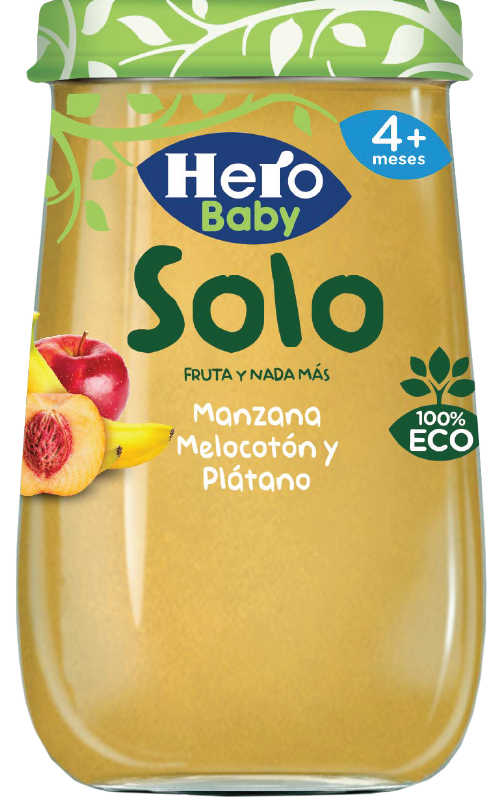 4+
meses
Hero
Baby
Solo
FRUTA Y NADA MÁS
Manzana
Melocotón y
Plátano
100%
ECO